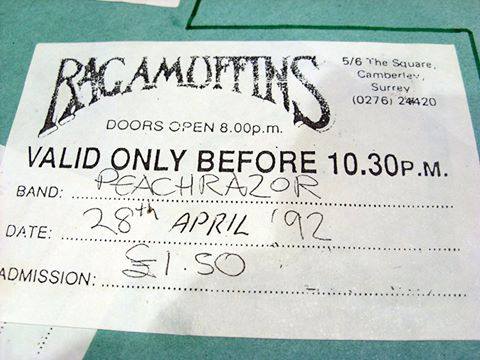 RAGAMUFFINS
5/6 The Square,
Camberley,
Surrey
(0276) 24420
DOORS OPEN 8.00p.m.
VALID ONLY BEFORE 10.30P.M.
BAND: PEACHRAZOR
DATE: 28th APRIL '92
ADMISSION: £1.50